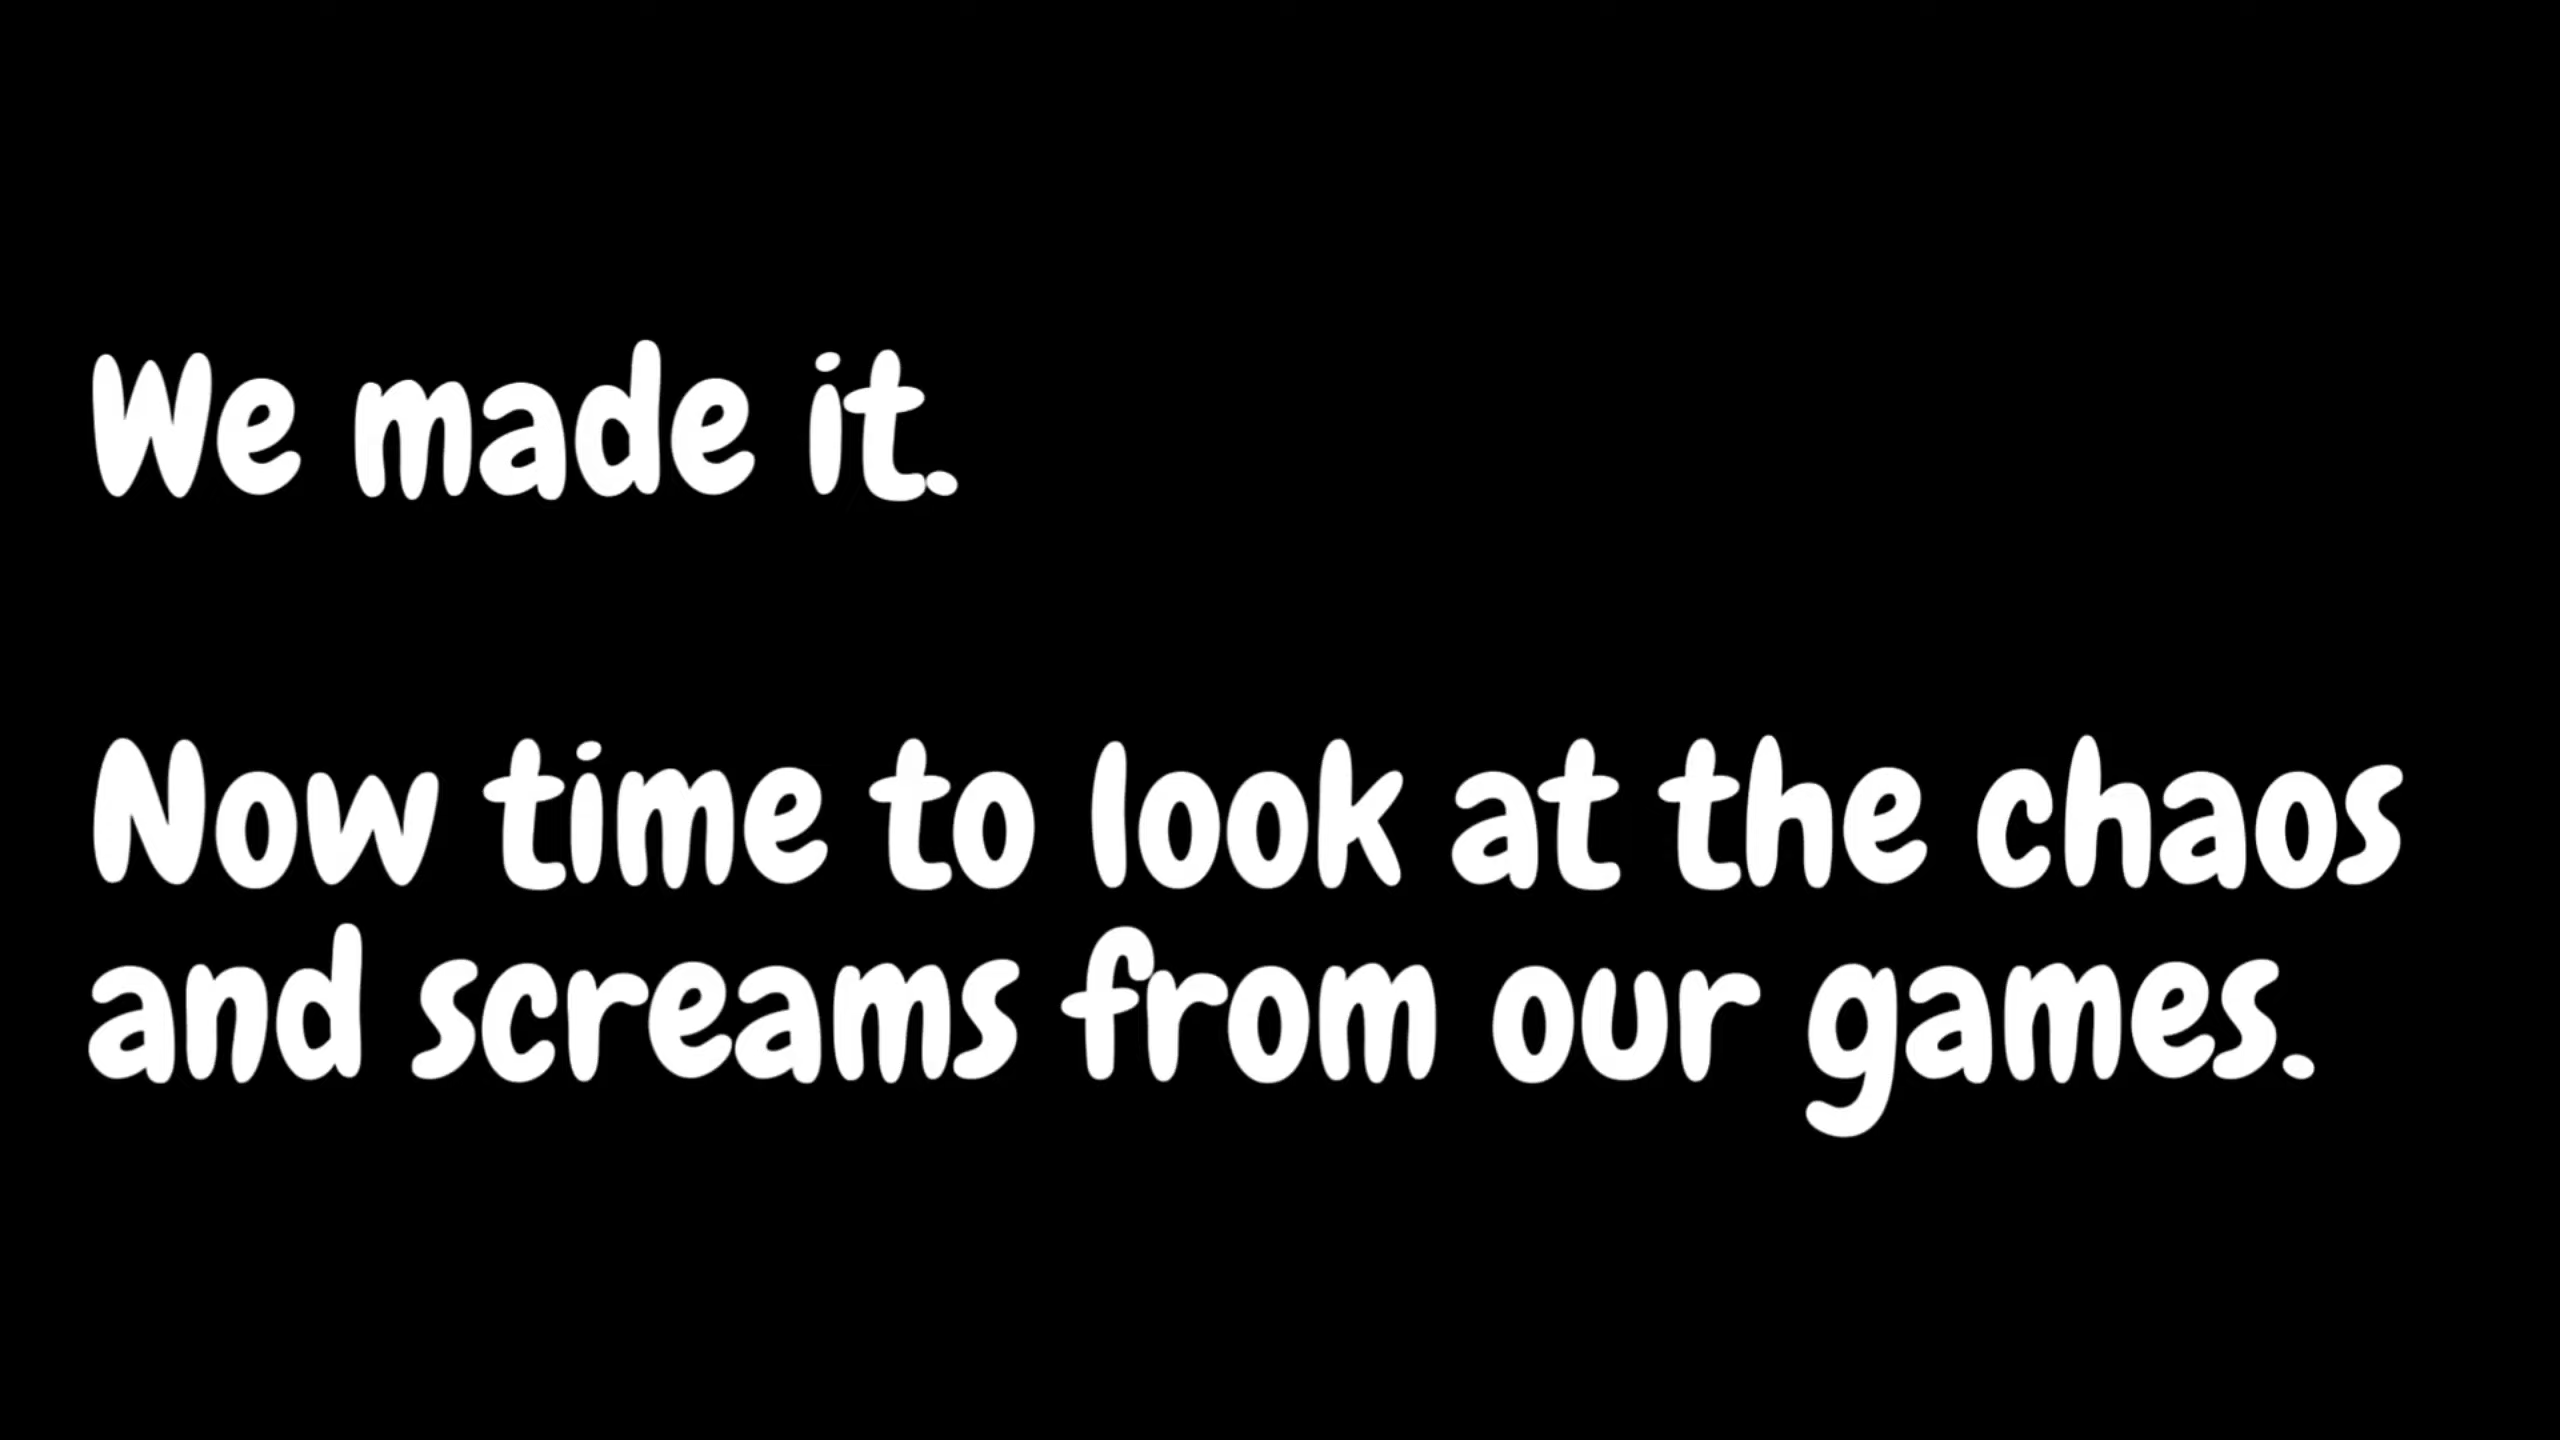 We made it.
Now time to look at the chaos
and screams from our games.